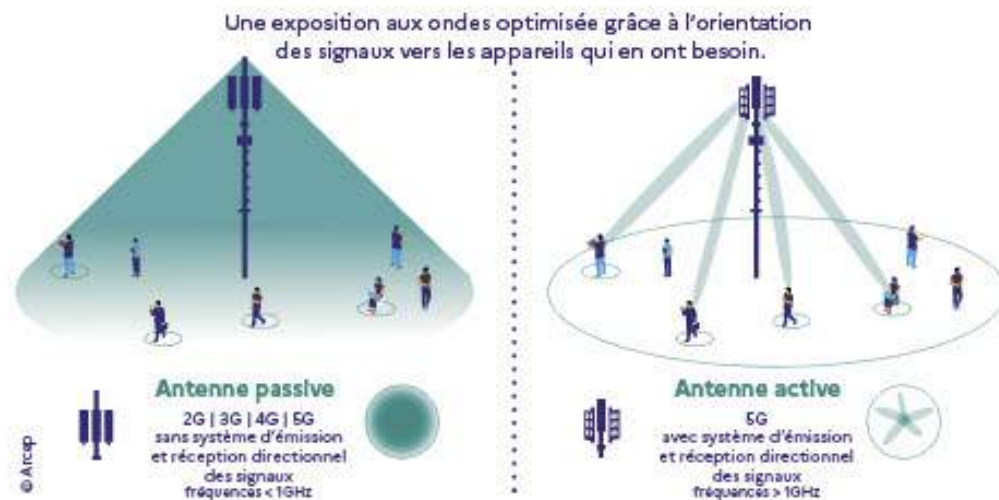 Une exposition aux ondes optimisée grâce à l'orientation
des signaux vers les appareils qui en ont besoin.
Antenne passive
2G | 3G | 4G | 5G
sans système d'émission
et réception directionnel
des signaux
fréquences < 1GHz
Antenne active
5G
avec système d'émission
et réception directionnel
des signaux
fréquences > 1GHz
© Arcep